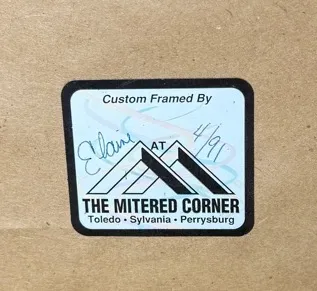 Custom Framed By
Elaine AT 4/91
THE MITERED CORNER
Toledo • Sylvania • Perrysburg